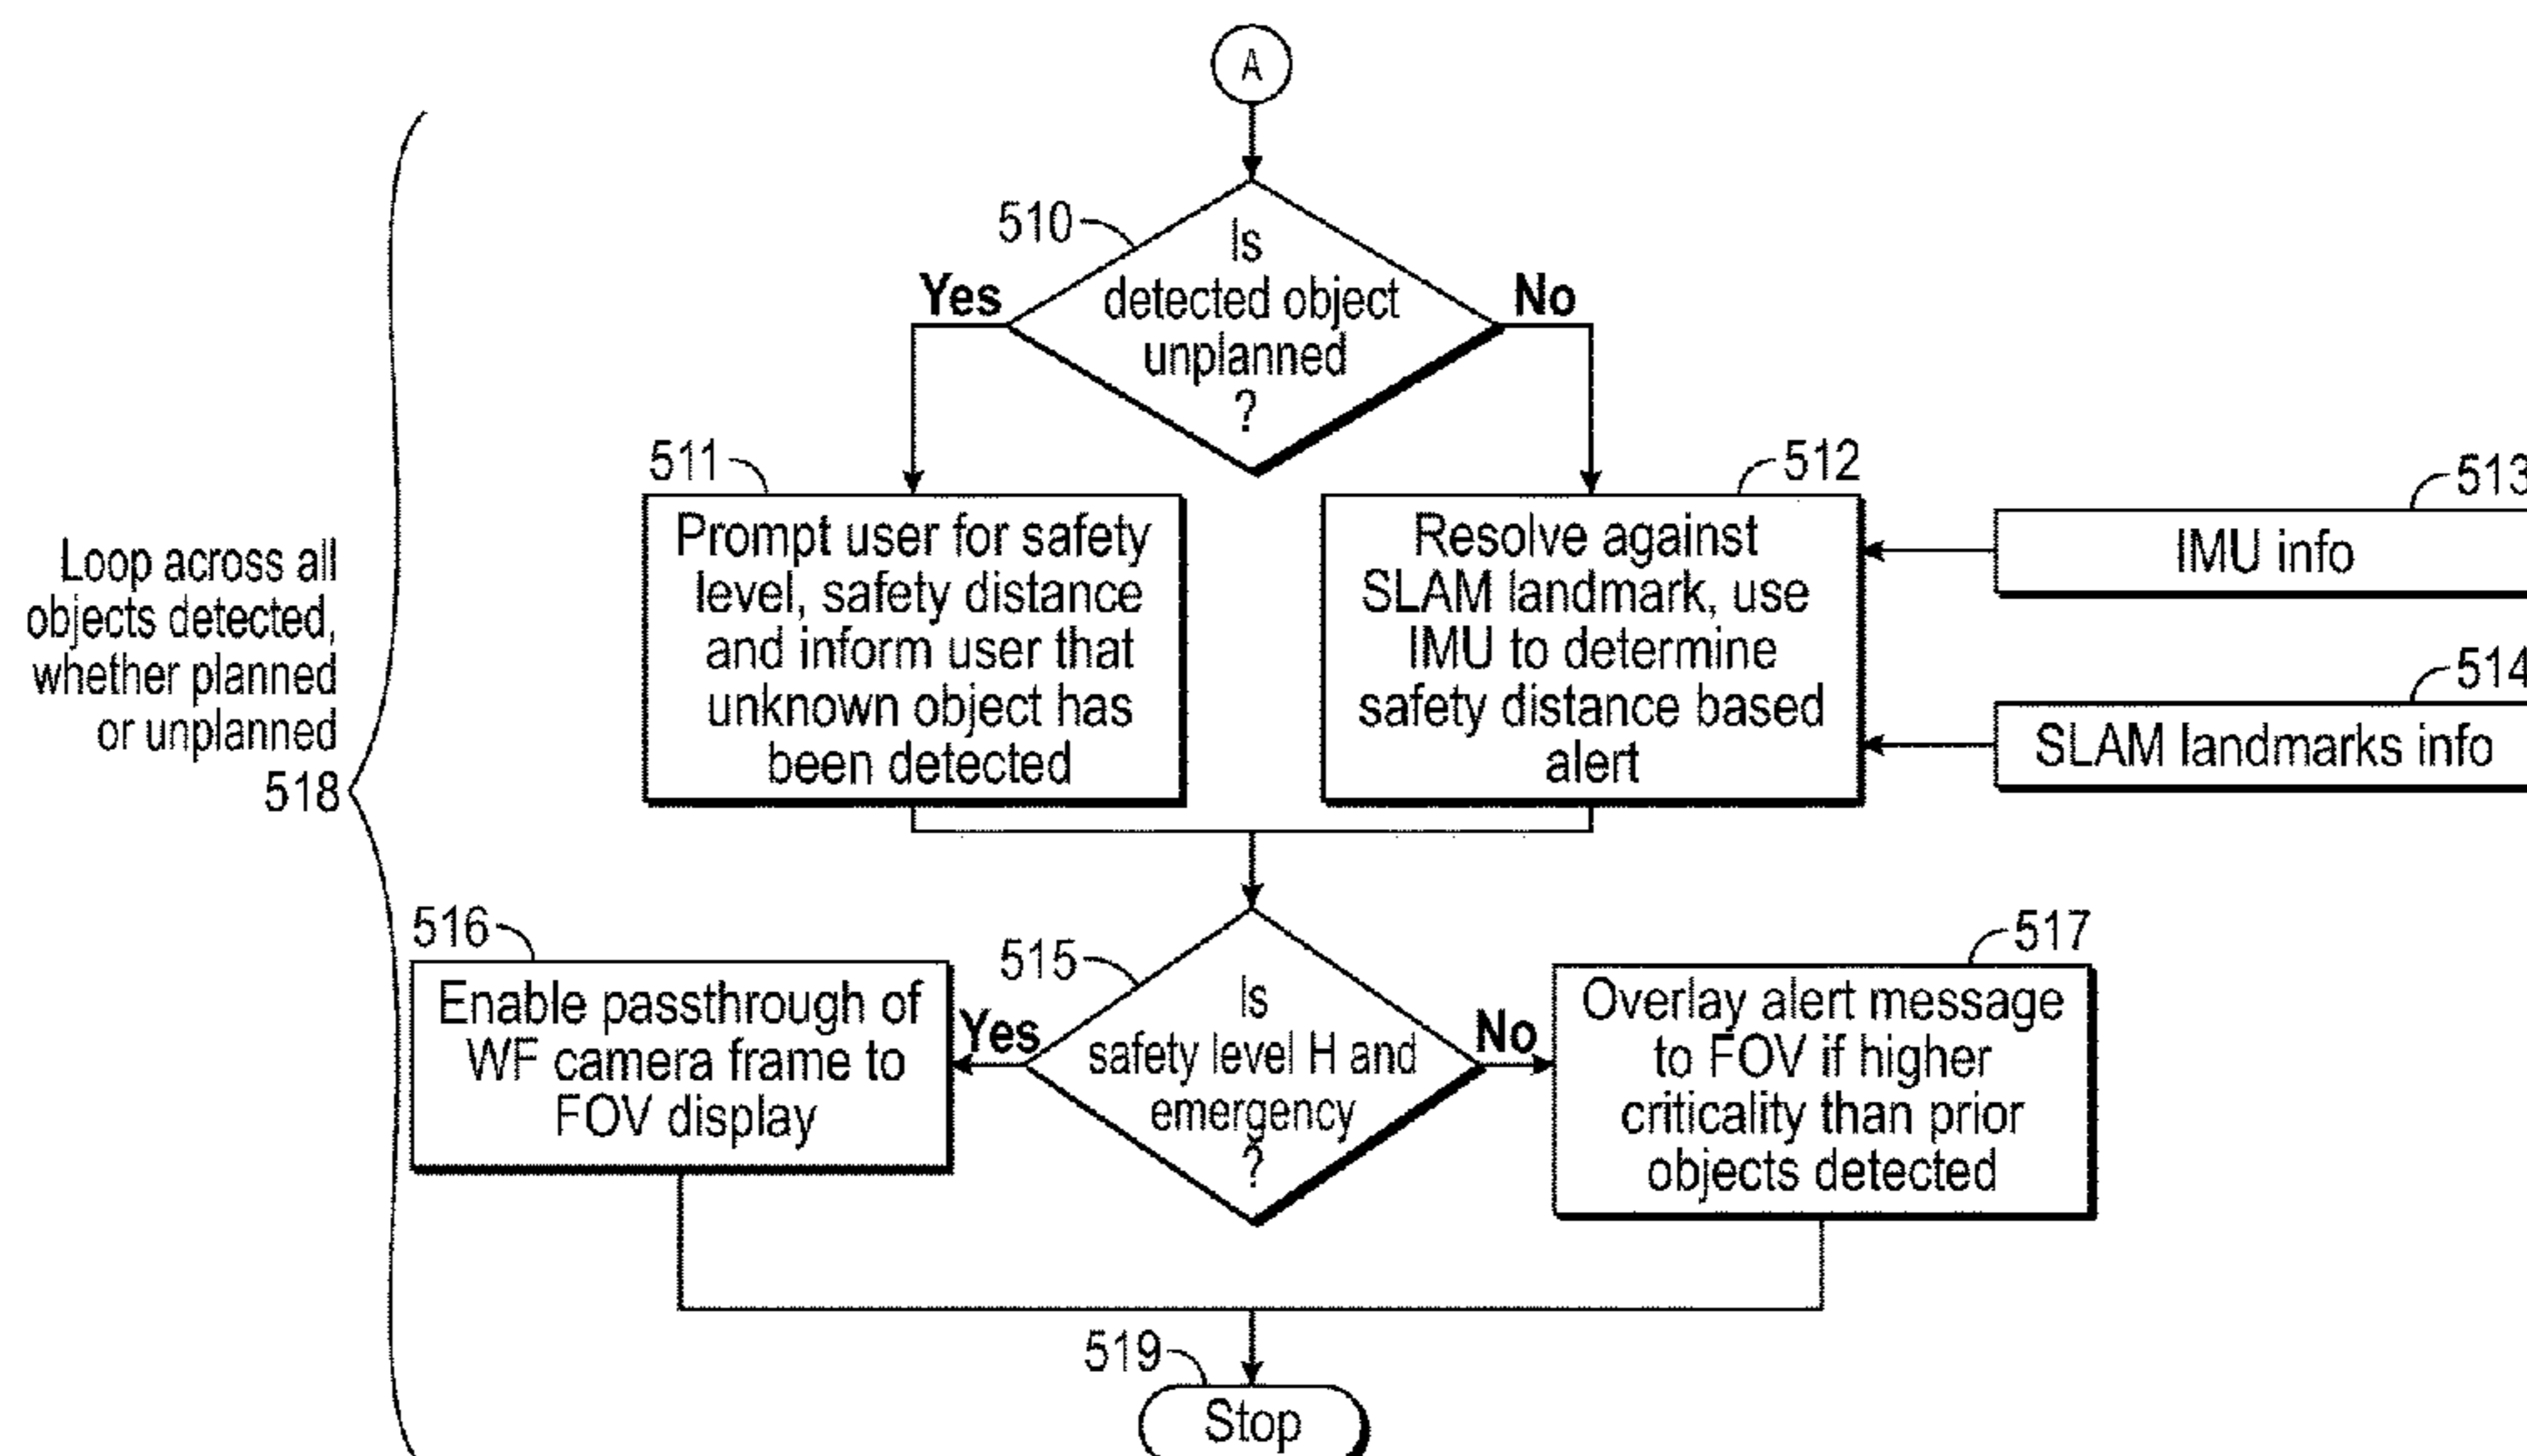 A
510
Is
detected object
unplanned
?
Yes
No
511
Prompt user for safety
level, safety distance
and inform user that
unknown object has
been detected
512
Resolve against
SLAM landmark, use
IMU to determine
safety distance based
alert
513
IMU info
514
SLAM landmarks info
Loop across all
objects detected,
whether planned
or unplanned
518
516
Enable passthrough of
WF camera frame to
FOV display
515
Is
safety level H and
emergency
?
Yes
No
517
Overlay alert message
to FOV if higher
criticality than prior
objects detected
519
Stop